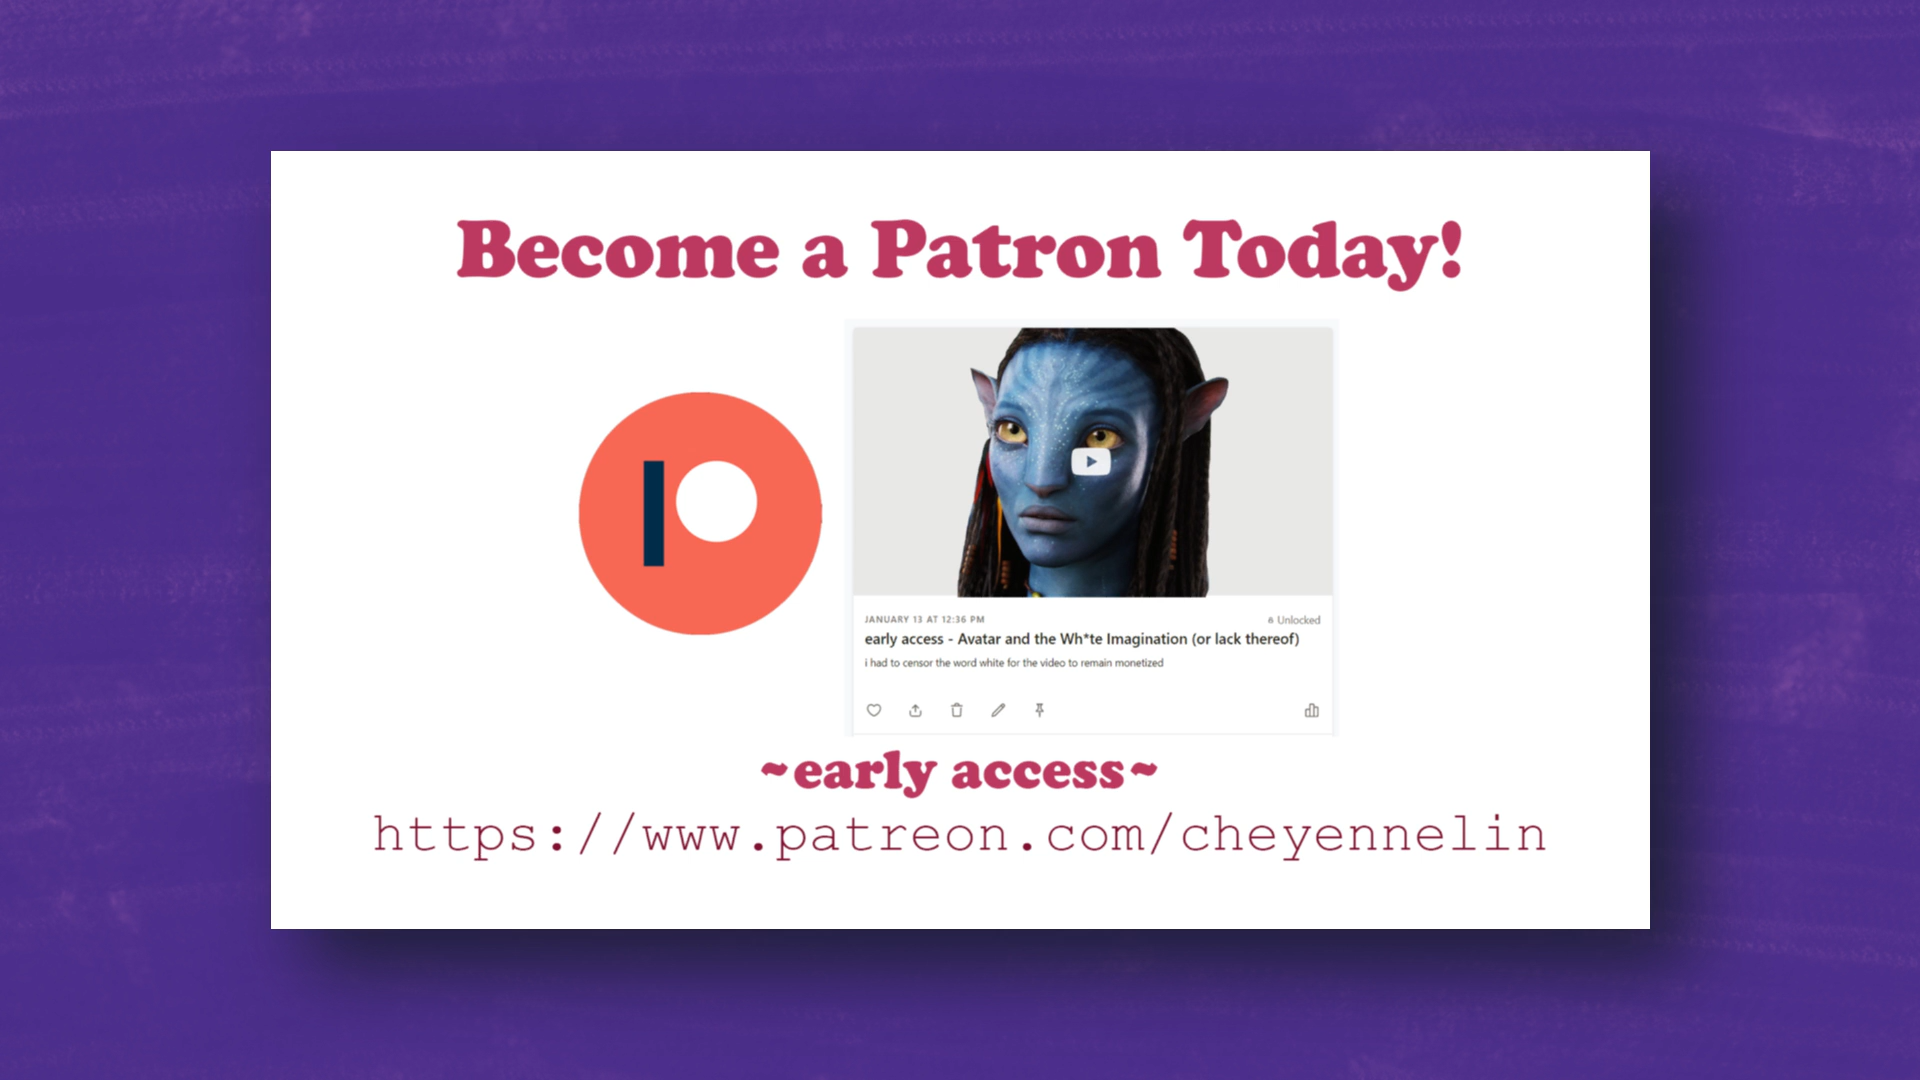 Become a Patron Today!
JANUARY 13 AT 12:36 PM
Unlocked
early access - Avatar and the Wh*te Imagination (or lack thereof)
i had to censor the word white for the video to remain monetized
~early access~
https://www.patreon.com/cheyennelin